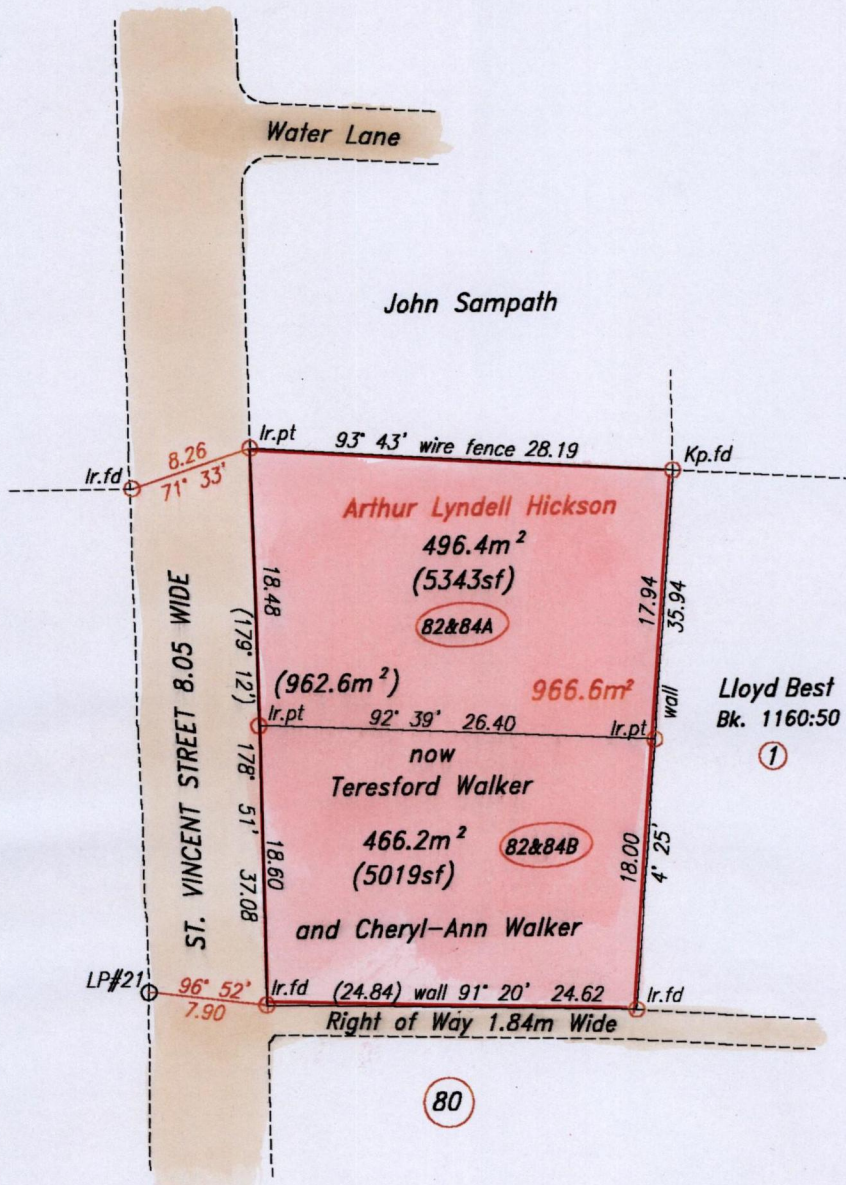 Water Lane
John Sampath
Ir.pt 93° 43' wire fence 28.19 Kp.fd
Ir.fd 8.26
71° 33'
Arthur Lyndell Hickson
496.4m²
(5343sf)
82&84A
18.48
(179° 12')
17.94
35.94
(962.6m²) 966.6m²
wall
Lloyd Best
Bk. 1160:50
1
Ir.pt 92° 39' 26.40 Ir.pt
ST. VINCENT STREET 8.05 WIDE
now
Teresford Walker
466.2m² 82&84B
(5019sf)
and Cheryl-Ann Walker
178° 51' 37.08
18.60
18.00
4° 25'
LP#21 96° 52' Ir.fd (24.84) wall 91° 20' 24.62 Ir.fd
7.90
Right of Way 1.84m Wide
80